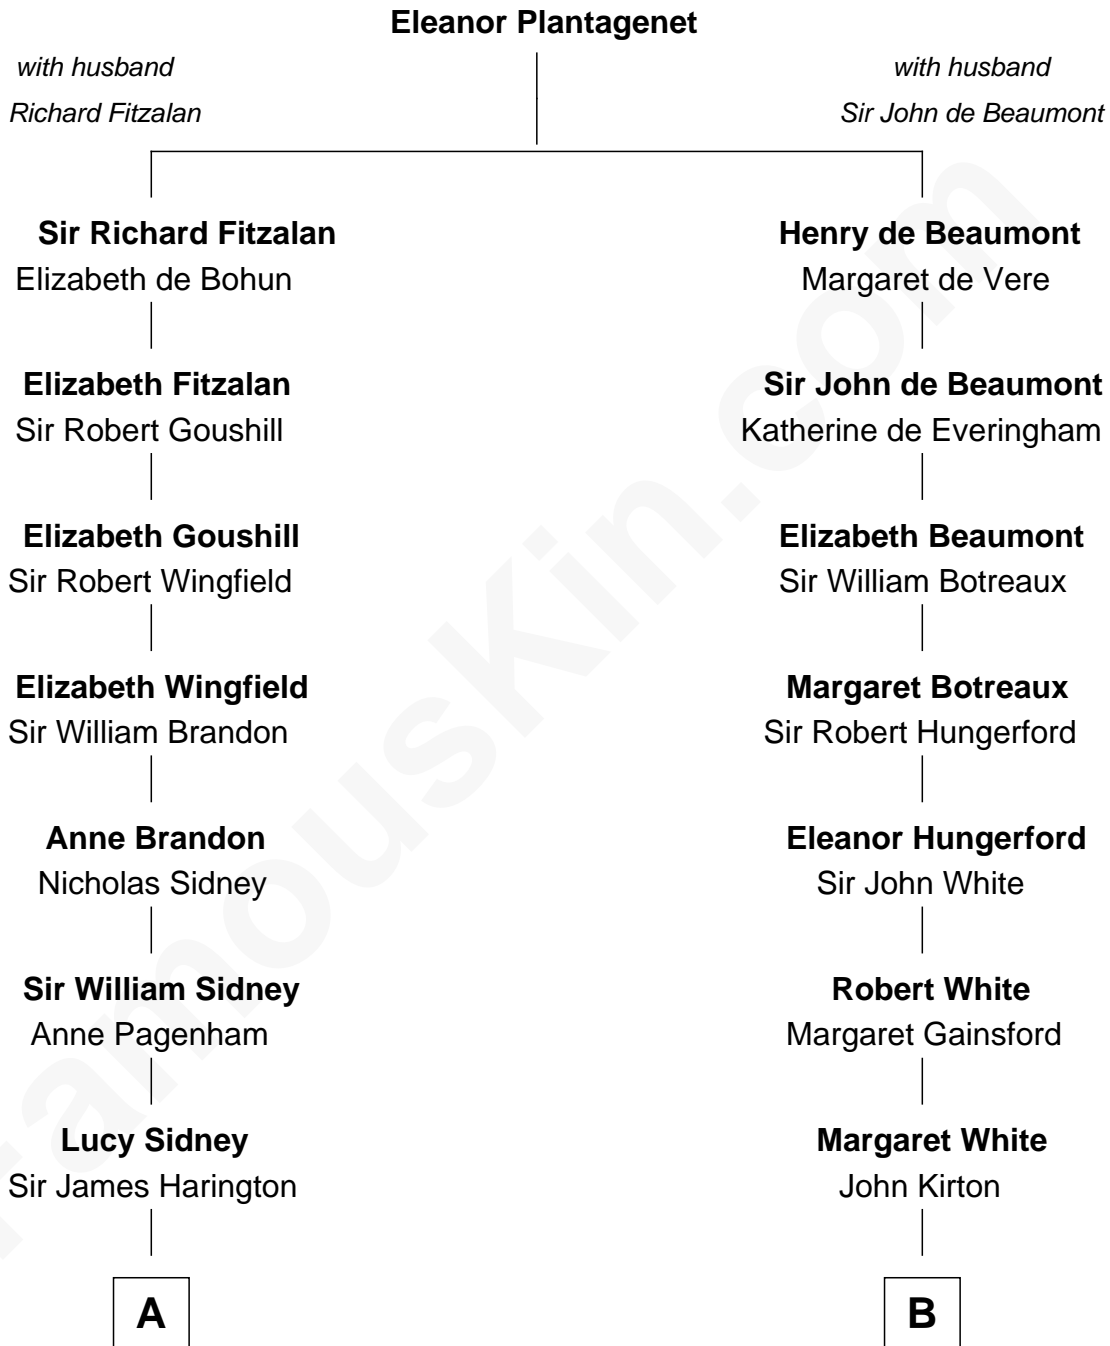 Eleanor Plantagenet
with husband
Richard Fitzalan
with husband
Sir John de Beaumont
Sir Richard Fitzalan
Elizabeth de Bohun
Henry de Beaumont
Margaret de Vere
Elizabeth Fitzalan
Sir Robert Goushill
Sir John de Beaumont
Katherine de Everingham
Elizabeth Goushill
Sir Robert Wingfield
Elizabeth Beaumont
Sir William Botreaux
Elizabeth Wingfield
Sir William Brandon
Margaret Botreaux
Sir Robert Hungerford
Anne Brandon
Nicholas Sidney
Eleanor Hungerford
Sir John White
Sir William Sidney
Anne Pagenham
Robert White
Margaret Gainsford
Lucy Sidney
Sir James Harington
Margaret White
John Kirton
A
B
FamousKin.com